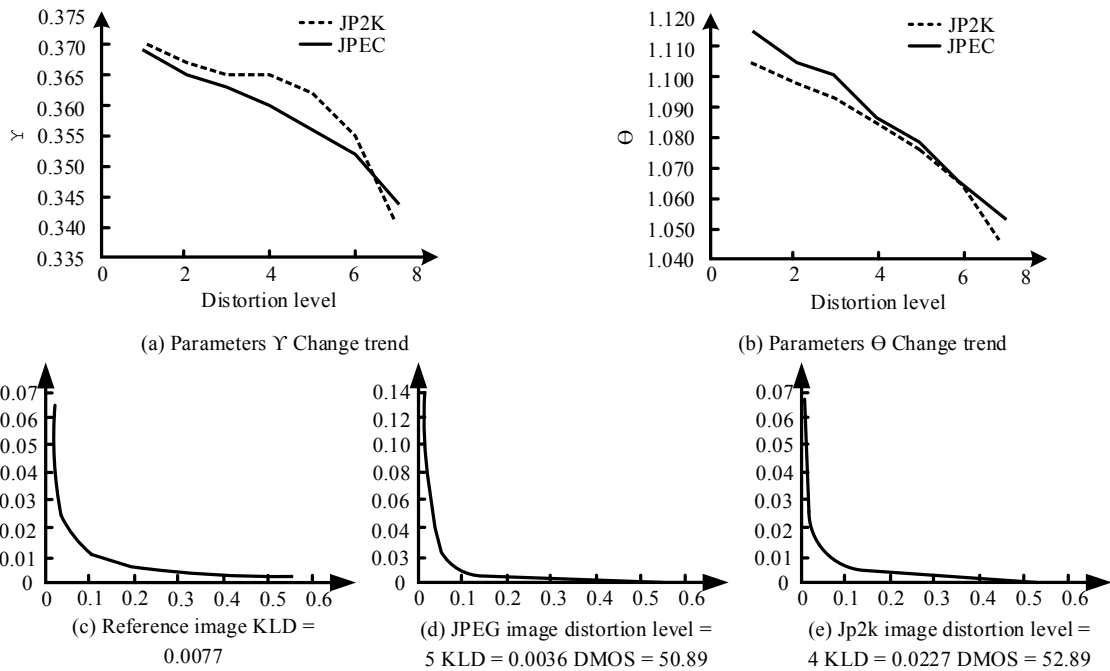 0.375
0.370
0.365
0.360
0.355
0.345
0.340
0.335
ϒ
JP2K
JPEC
0 2 4 6 8
Distortion level
(a) Parameters ϒ Change trend
1.120
1.110
1.100
1.090
1.080
1.070
1.060
1.050
1.040
Θ
JP2K
JPEC
0 2 4 6 8
Distortion level
(b) Parameters Θ Change trend
0.07
0.06
0.05
0.04
0.03
0.02
0.01
0
0 0.1 0.2 0.3 0.4 0.5 0.6
(c) Reference image KLD =
0.0077
0.14
0.12
0.10
0.08
0.06
0.04
0.03
0
0 0.1 0.2 0.3 0.4 0.5 0.6
(d) JPEG image distortion level =
5 KLD = 0.0036 DMOS = 50.89
0.07
0.06
0.05
0.04
0.03
0.02
0.01
0
0 0.1 0.2 0.3 0.4 0.5 0.6
(e) Jp2k image distortion level =
4 KLD = 0.0227 DMOS = 52.89